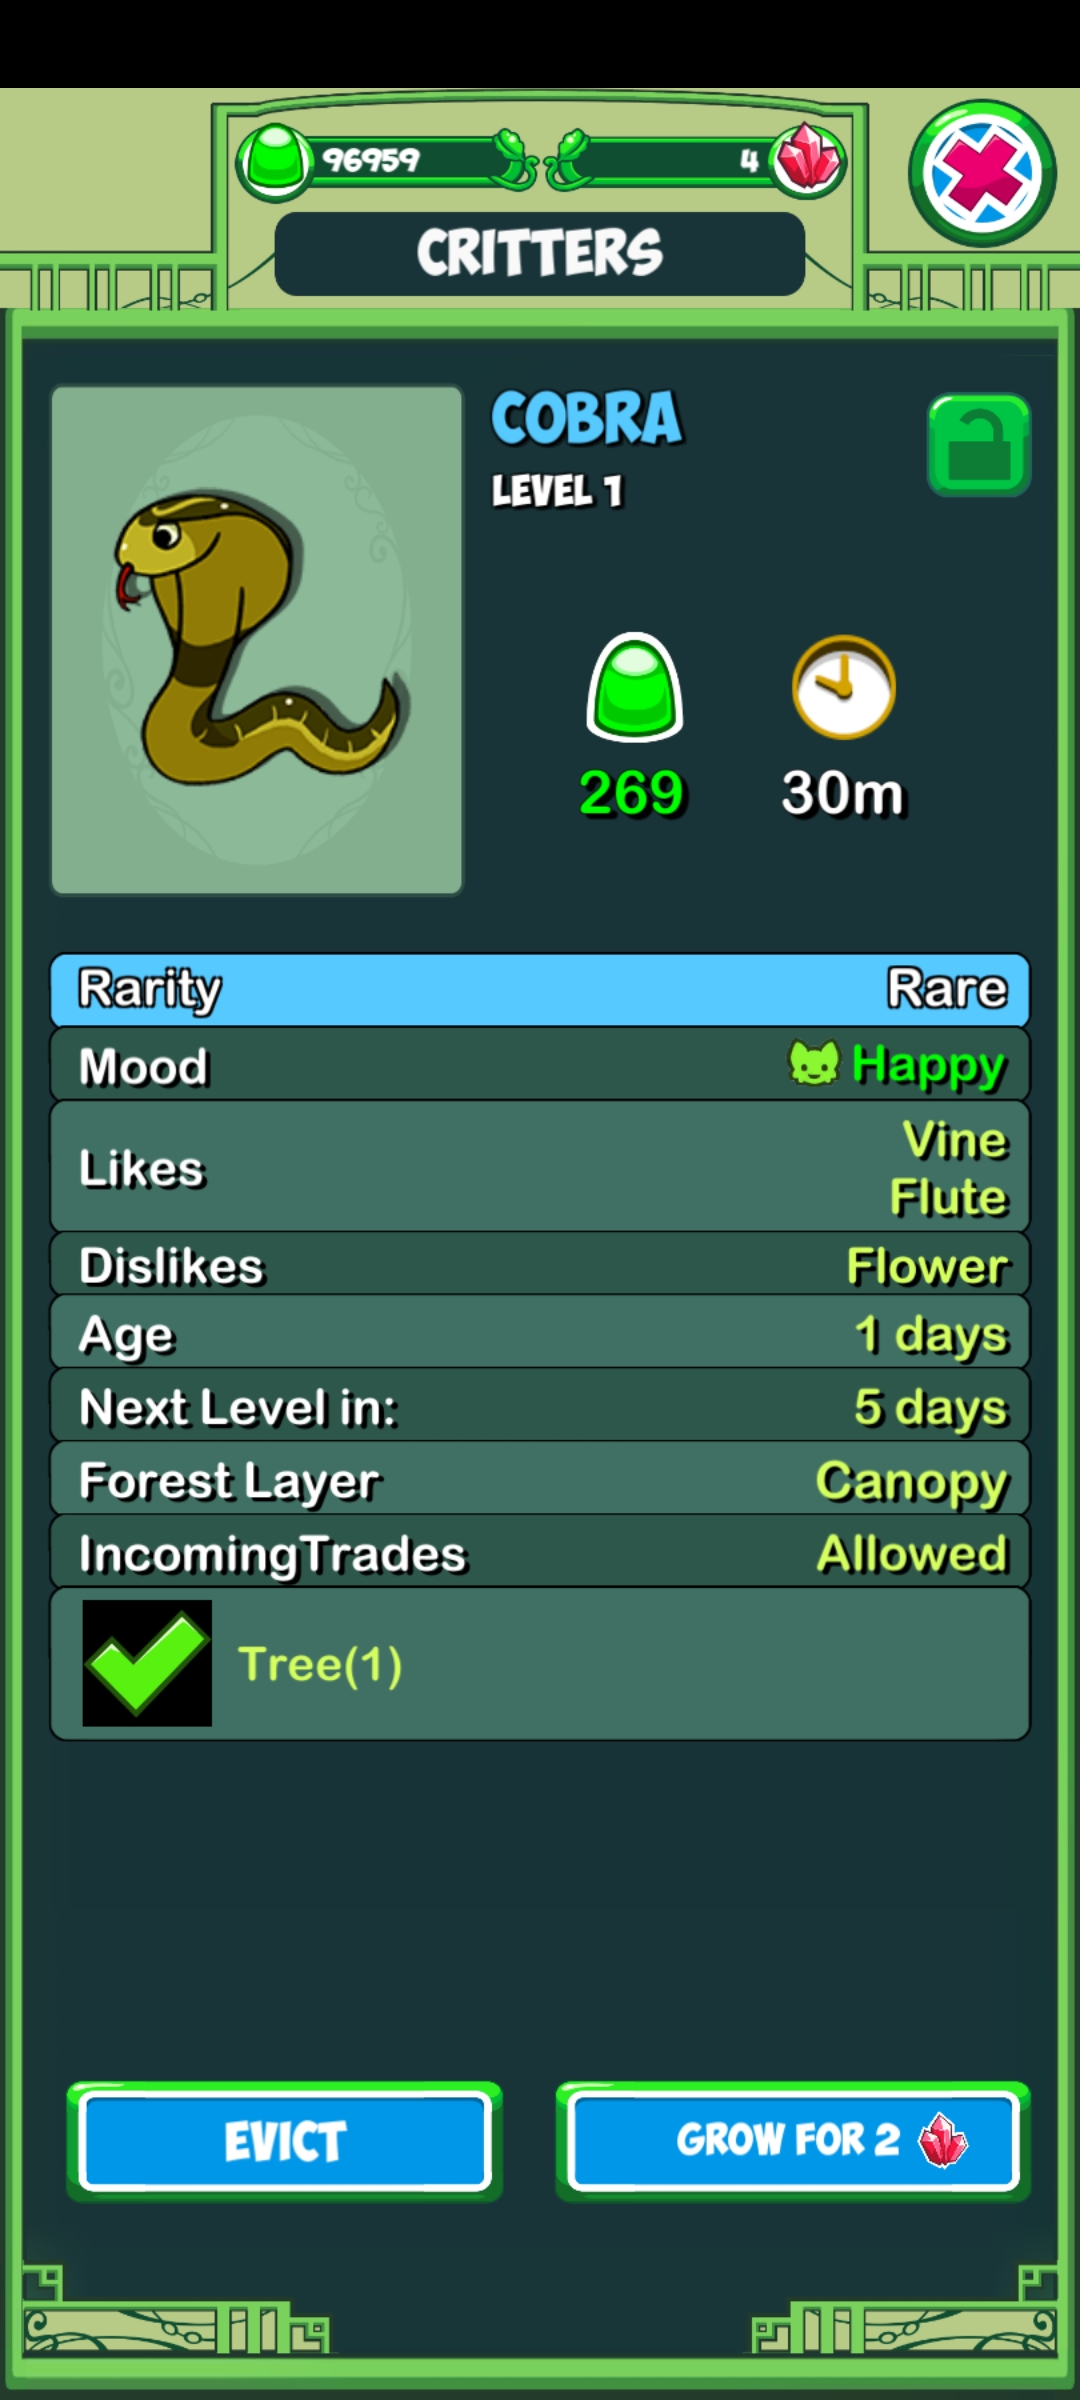 96959
4
CRITTERS
COBRA
LEVEL 1
269
30m
Rarity Rare
Mood Happy
Likes Vine
Flute
Dislikes Flower
Age 1 days
Next Level in: 5 days
Forest Layer Canopy
IncomingTrades Allowed
Tree(1)
EVICT
GROW FOR 2